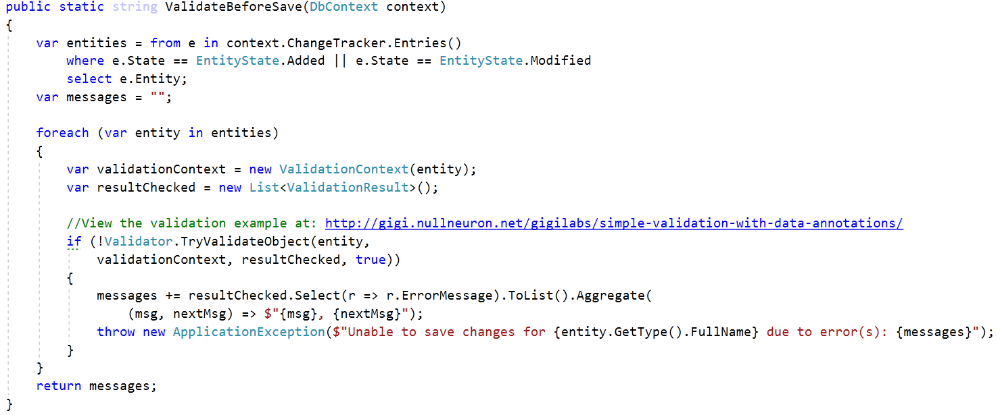 public static string ValidateBeforeSave(DbContext context)
{
    var entities = from e in context.ChangeTracker.Entries()
        where e.State == EntityState.Added || e.State == EntityState.Modified
        select e.Entity;
    var messages = "";

    foreach (var entity in entities)
    {
        var validationContext = new ValidationContext(entity);
        var resultChecked = new List<ValidationResult>();

        //View the validation example at: http://gigi.nullneuron.net/gigilabs/simple-validation-with-data-annotations/
        if (!Validator.TryValidateObject(entity,
            validationContext, resultChecked, true))
        {
            messages += resultChecked.Select(r => r.ErrorMessage).ToList().Aggregate(
                (msg, nextMsg) => $"{msg}, {nextMsg}");
            throw new ApplicationException($"Unable to save changes for {entity.GetType().FullName} due to error(s): {messages}");
        }
    }
    return messages;
}